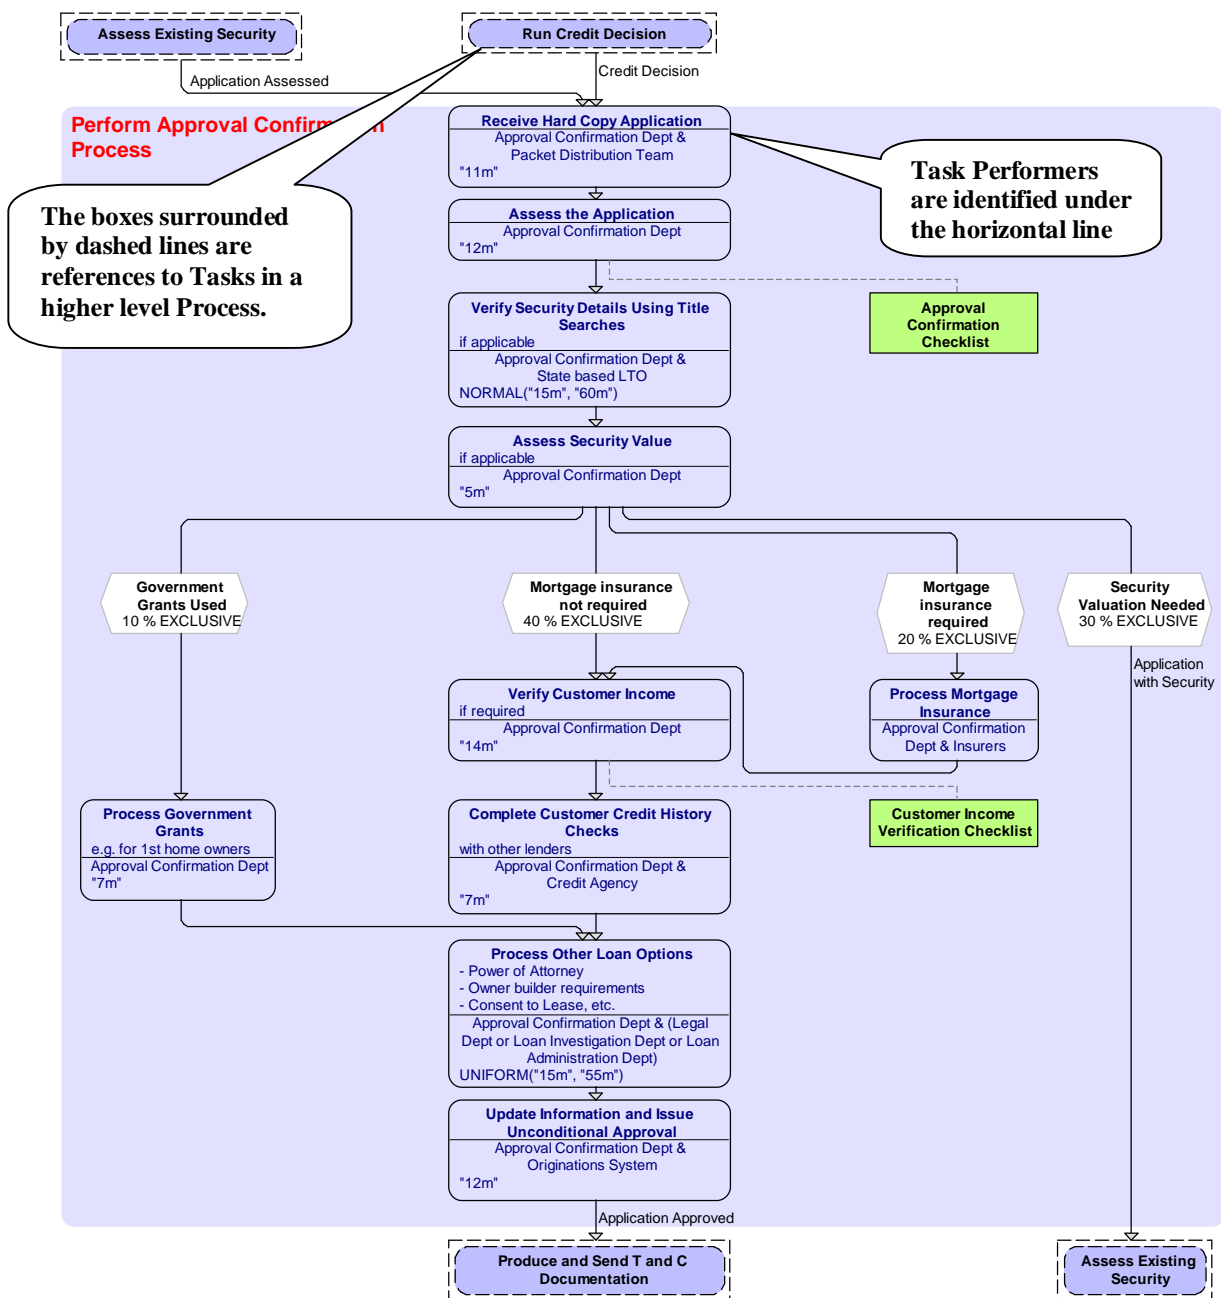 Assess Existing Security
Run Credit Decision
Application Assessed
Credit Decision
Perform Approval Confirmation
Process
Receive Hard Copy Application
Approval Confirmation Dept &
Packet Distribution Team
"11m"
Task Performers
are identified under
the horizontal line
The boxes surrounded
by dashed lines are
references to Tasks in a
higher level Process.
Assess the Application
Approval Confirmation Dept
"12m"
Verify Security Details Using Title
Searches
if applicable
Approval Confirmation Dept &
State based LTO
NORMAL("15m", "60m")
Approval
Confirmation
Checklist
Assess Security Value
if applicable
Approval Confirmation Dept
"5m"
Government
Grants Used
10 % EXCLUSIVE
Mortgage insurance
not required
40 % EXCLUSIVE
Mortgage
insurance
required
20 % EXCLUSIVE
Security
Valuation Needed
30 % EXCLUSIVE
Application
with Security
Verify Customer Income
if required
Approval Confirmation Dept
"14m"
Process Mortgage
Insurance
Approval Confirmation
Dept & Insurers
Process Government
Grants
e.g. for 1st home owners
Approval Confirmation Dept
"7m"
Complete Customer Credit History
Checks
with other lenders
Approval Confirmation Dept &
Credit Agency
"7m"
Customer Income
Verification Checklist
Process Other Loan Options
- Power of Attorney
- Owner builder requirements
- Consent to Lease, etc.
Approval Confirmation Dept & (Legal
Dept or Loan Investigation Dept or Loan
Administration Dept)
UNIFORM("15m", "55m")
Update Information and Issue
Unconditional Approval
Approval Confirmation Dept &
Originations System
"12m"
Application Approved
Produce and Send T and C
Documentation
Assess Existing
Security